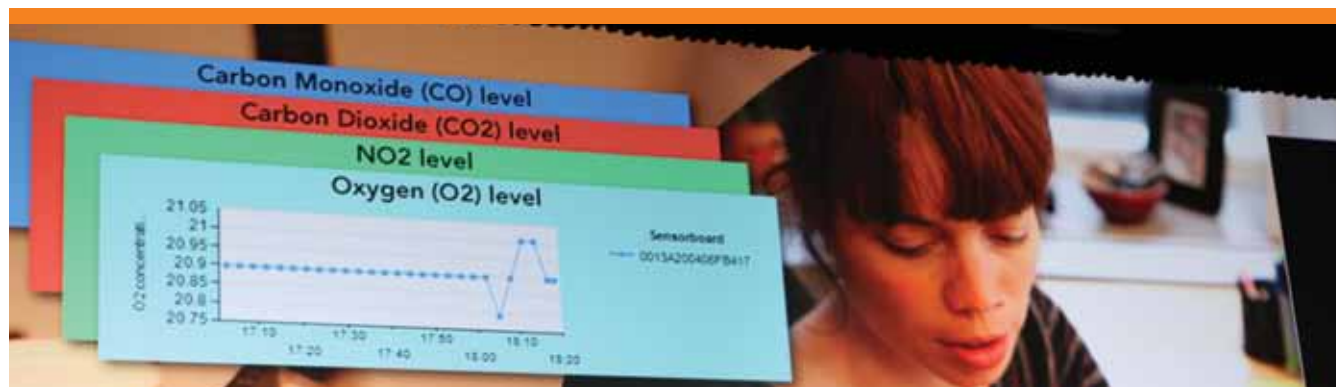 Carbon Monoxide (CO) level
Carbon Dioxide (CO2) level
NO2 level
Oxygen (O2) level
21.05
21
20.95
20.9
20.85
20.8
20.75
O2 concentrati...
17:10
17:20
17:30
17:40
17:50
18:00
18:10
18:20
Sensorboard